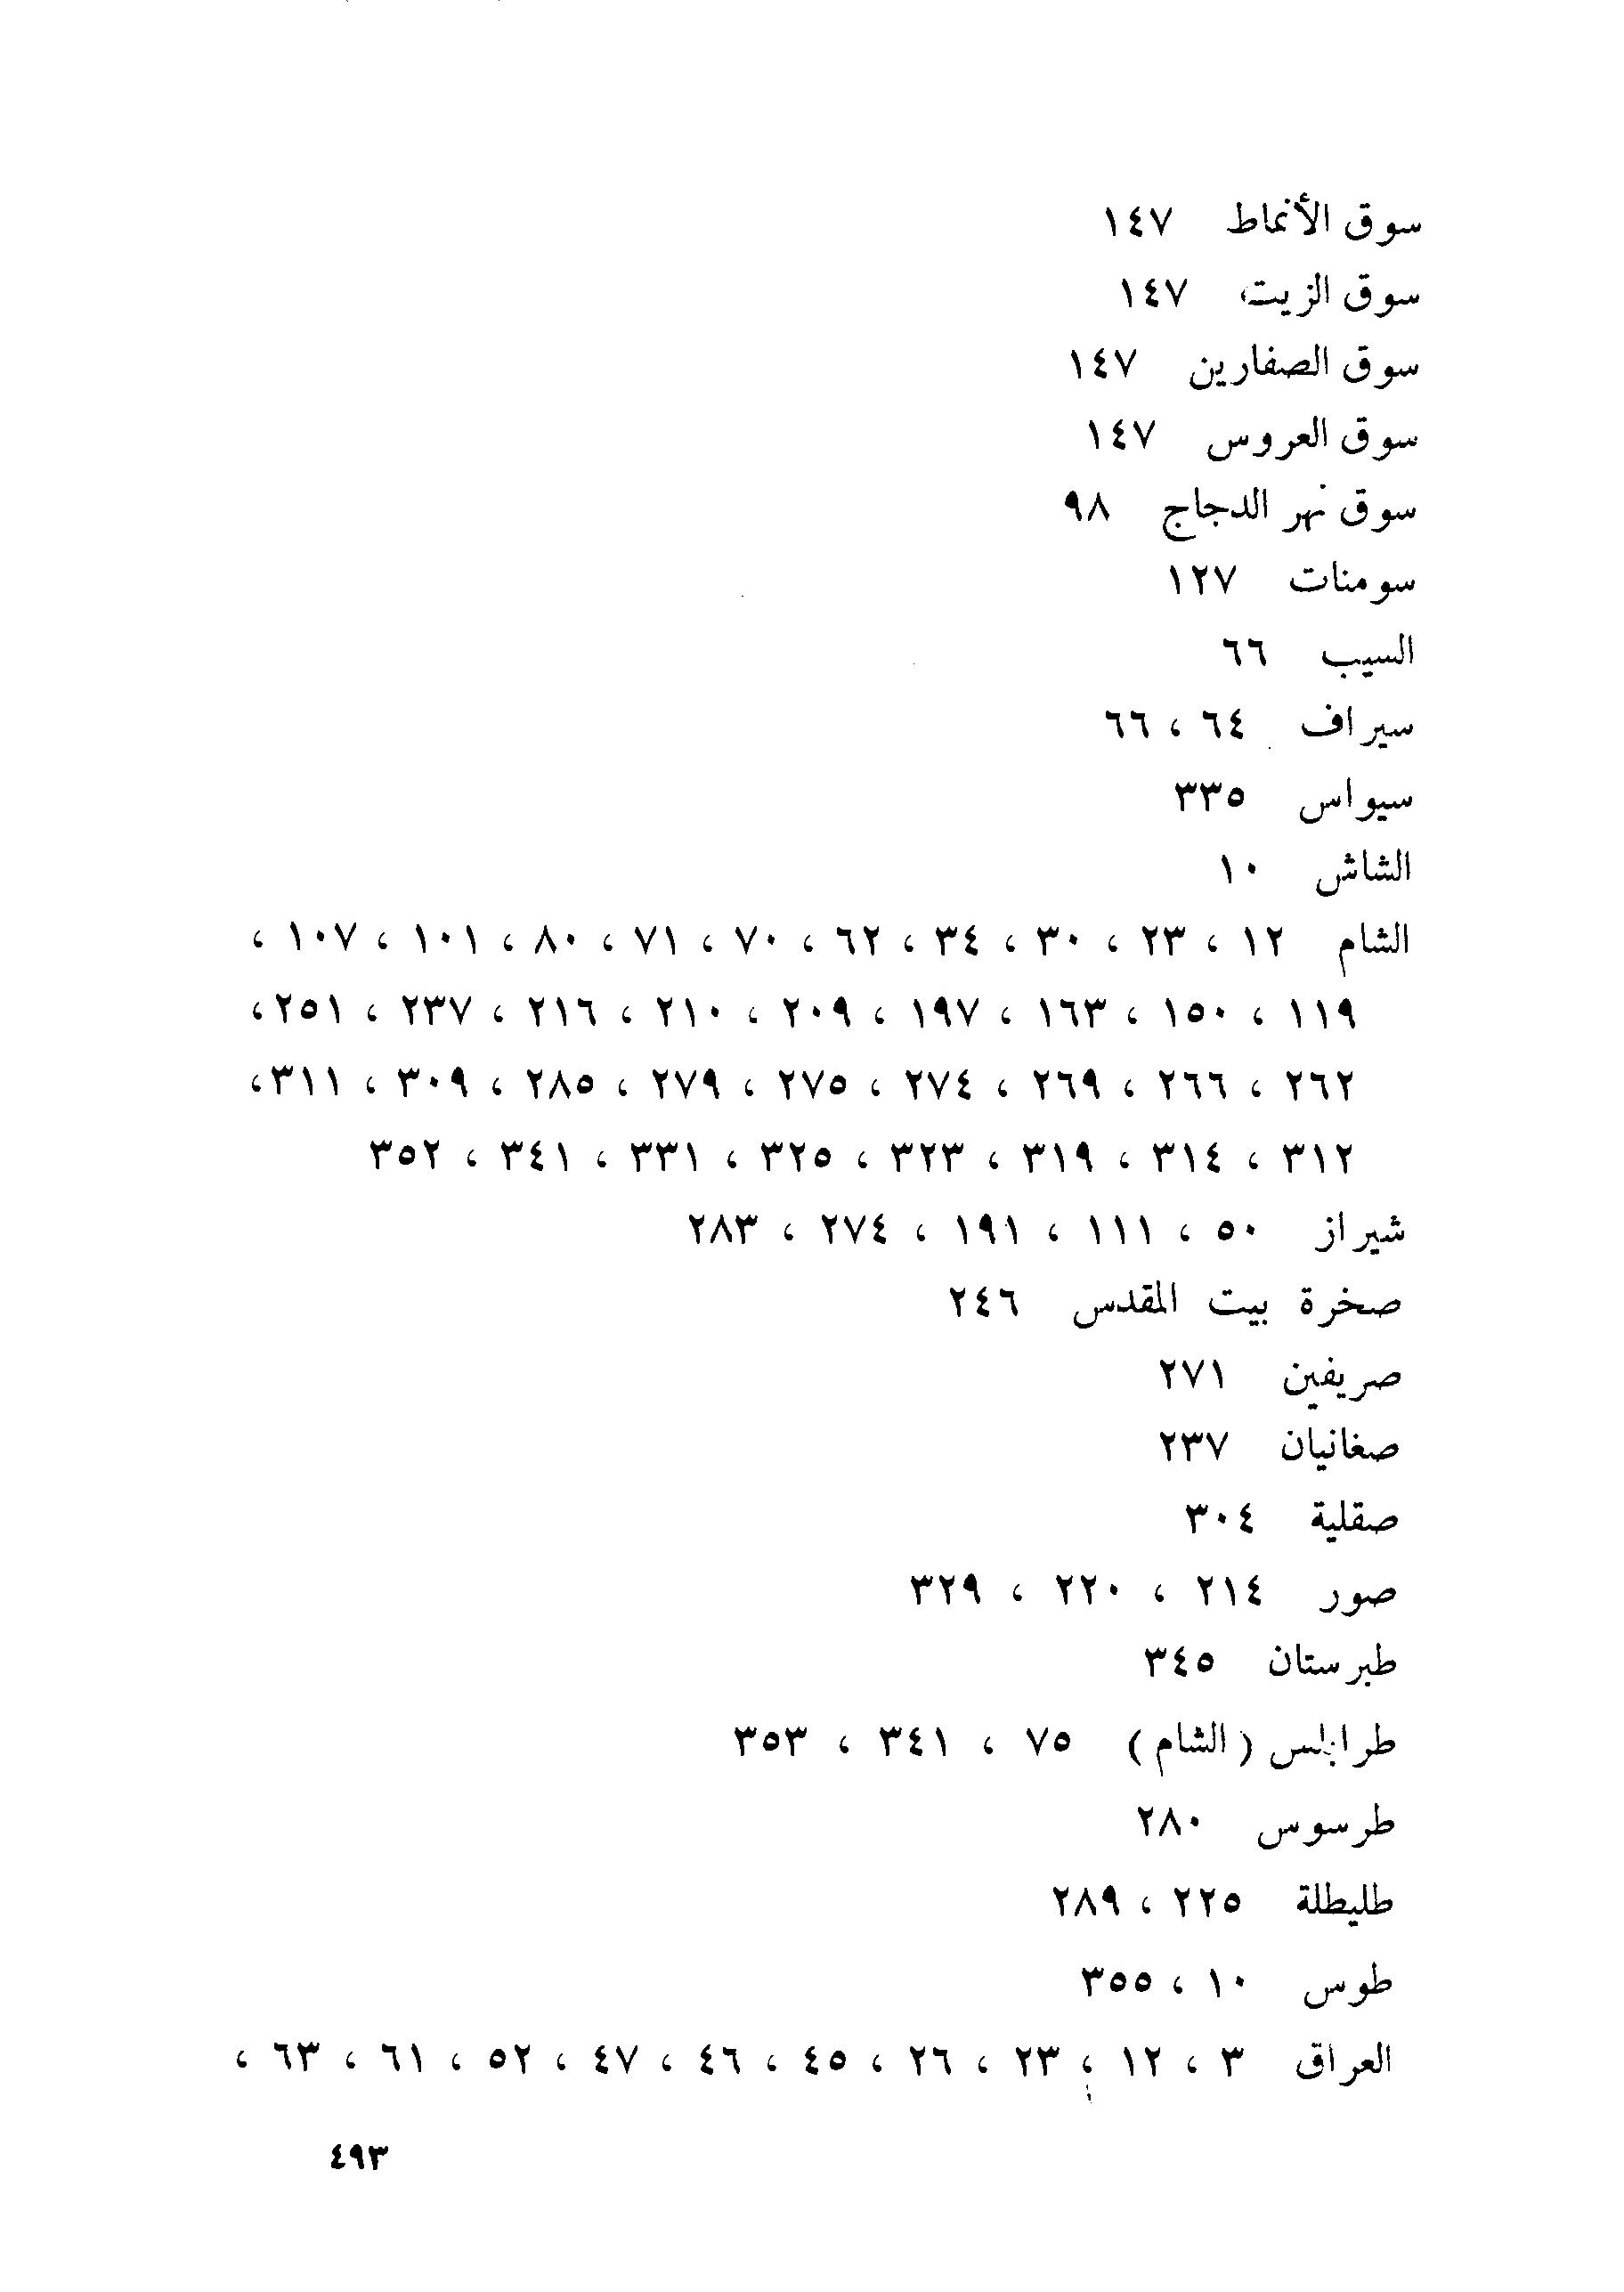 سوق الأنماط ١٤٧
سوق الزيت ١٤٧
سوق الصفارين ١٤٧
سوق العروس ١٤٧
سوق نهر الدجاج ٩٨
سومنات ١٢٧
السيب ٦٦
سيراف ٦٤ ، ٦٦
سيواس ٣٣٥
الشاش ١٠
الشام ١٢ ، ٢٣ ، ٣٠ ، ٣٤ ، ٦٢ ، ٧٠ ، ٧١ ، ٨٠ ، ١٠١ ، ١٠٧ ،
١١٩ ، ١٥٠ ، ١٦٣ ، ١٩٧ ، ٢٠٩ ، ٢١٠ ، ٢١٦ ، ٢٣٧ ، ٢٥١،
٢٦٢ ، ٢٦٦ ، ٢٦٩ ، ٢٧٤ ، ٢٧٥ ، ٢٧٩ ، ٢٨٥ ، ٣٠٩ ، ٣١١،
٣١٢ ، ٣١٤ ، ٣١٩ ، ٣٢٣ ، ٣٢٥ ، ٣٣١ ، ٣٤١ ، ٣٥٢
شيراز ٥٠ ، ١١١ ، ١٩١ ، ٢٧٤ ، ٢٨٣
صخرة بيت المقدس ٢٤٦
صريفين ٢٧١
صغانيان ٢٣٧
صقلية ٣٠٤
صور ٢١٤ ، ٢٢٠ ، ٣٢٩
طبرستان ٣٤٥
طرابلس (الشام) ٧٥ ، ٣٤١ ، ٣٥٣
طرسوس ٢٨٠
طليطلة ٢٢٥ ، ٢٨٩
طوس ١٠ ، ٣٥٥
العراق ٣ ، ١٢ ، ٢٣ ، ٢٦ ، ٤٥ ، ٤٦ ، ٤٧ ، ٥٢ ، ٦١ ، ٦٣ ،
٤٩٣